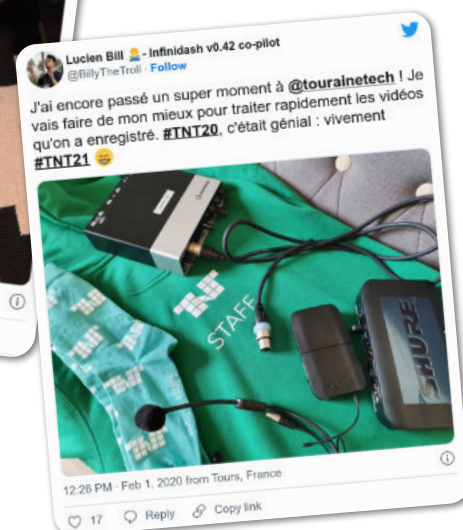 Lucien Bill 🤦‍♂️ - Infinidash v0.42 co-pilot
@BillyTheTroll · Follow
J'ai encore passé un super moment à @tourainetech ! Je
vais faire de mon mieux pour traiter rapidement les vidéos
qu'on a enregistré. #TNT20, c'était génial : vivement
#TNT21 😄
TNT
STAFF
SHURE
12:26 PM · Feb 1, 2020 from Tours, France
17 Reply Copy link